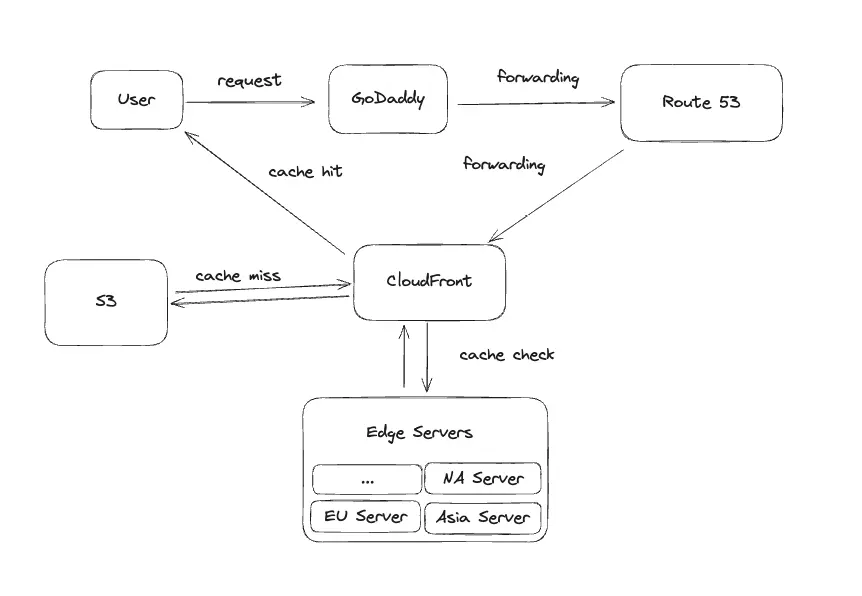 request
forwarding
User
GoDaddy
Route 53
cache hit
forwarding
cache miss
S3
CloudFront
cache check
Edge Servers
...
NA Server
EU Server
Asia Server